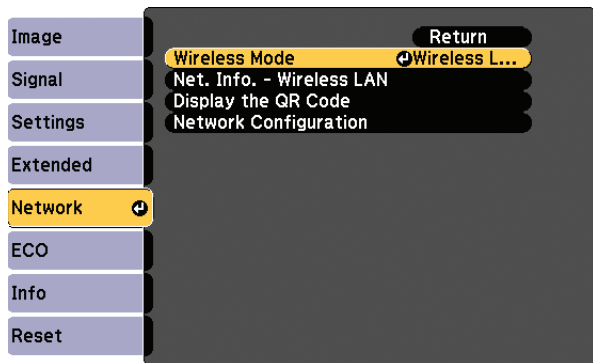 Image
Signal
Settings
Extended
Network
ECO
Info
Reset
Return
Wireless Mode Wireless L...
Net. Info. - Wireless LAN
Display the QR Code
Network Configuration